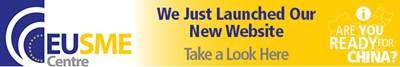 EUSME
Centre
We Just Launched Our
New Website
Take a Look Here
i
ARE YOU
READY FOR
CHINA?